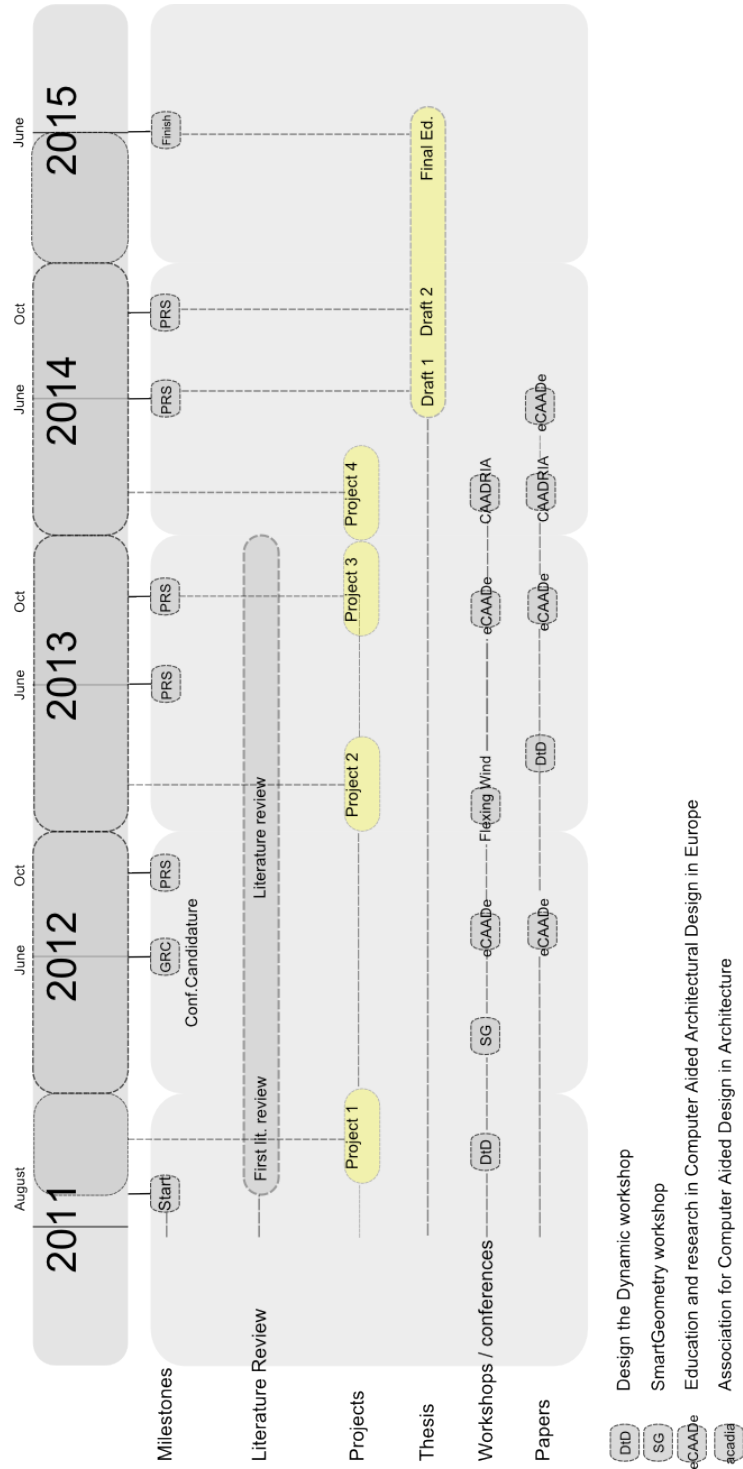 August
June
Oct
June
Oct
June
Oct
June
2011
2012
2013
2014
2015
Milestones
Start
GRC
PRS
PRS
PRS
PRS
PRS
Finish
Conf.Candidature
Literature Review
First lit. review
Literature review
Projects
Project 1
Project 2
Project 3
Project 4
Thesis
Draft 1
Draft 2
Final Ed.
Workshops / conferences
DtD
SG
eCAADe
Flexing Wind
eCAADe
CAADRIA
Papers
eCAADe
DtD
eCAADe
CAADRIA
eCAADe
DtD Design the Dynamic workshop
SG SmartGeometry workshop
eCAADe Education and research in Computer Aided Architectural Design in Europe
acadia Association for Computer Aided Design in Architecture